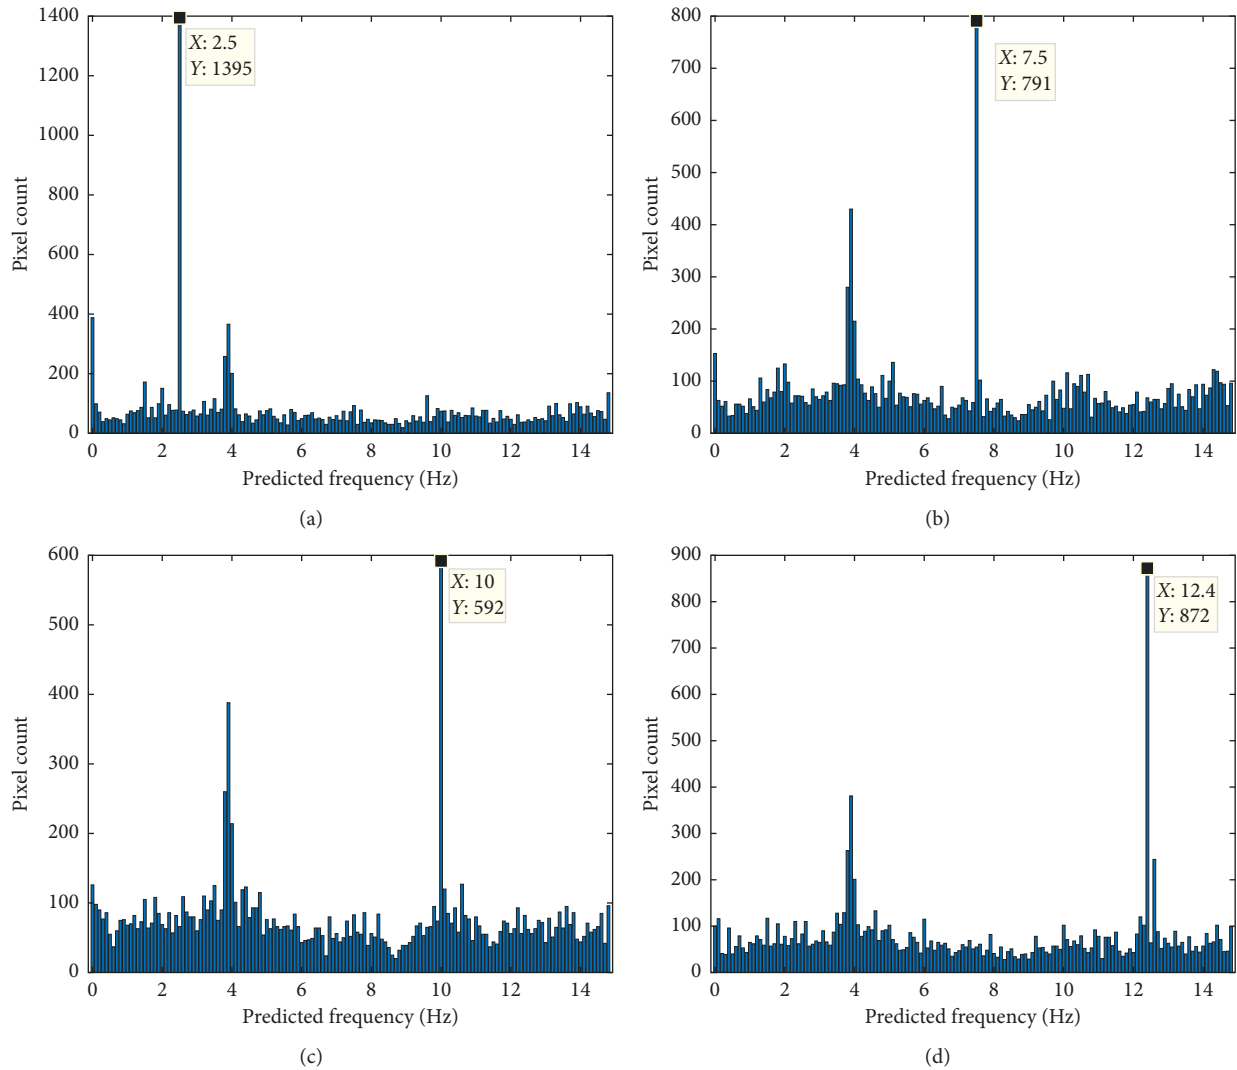 1400
1200
1000
800
600
400
200
0
Pixel count
X: 2.5
Y: 1395
0 2 4 6 8 10 12 14
Predicted frequency (Hz)
(a)
800
700
600
500
400
300
200
100
0
Pixel count
X: 7.5
Y: 791
0 2 4 6 8 10 12 14
Predicted frequency (Hz)
(b)
600
500
400
300
200
100
0
Pixel count
X: 10
Y: 592
0 2 4 6 8 10 12 14
Predicted frequency (Hz)
(c)
900
800
700
600
500
400
300
200
100
0
Pixel count
X: 12.4
Y: 872
0 2 4 6 8 10 12 14
Predicted frequency (Hz)
(d)